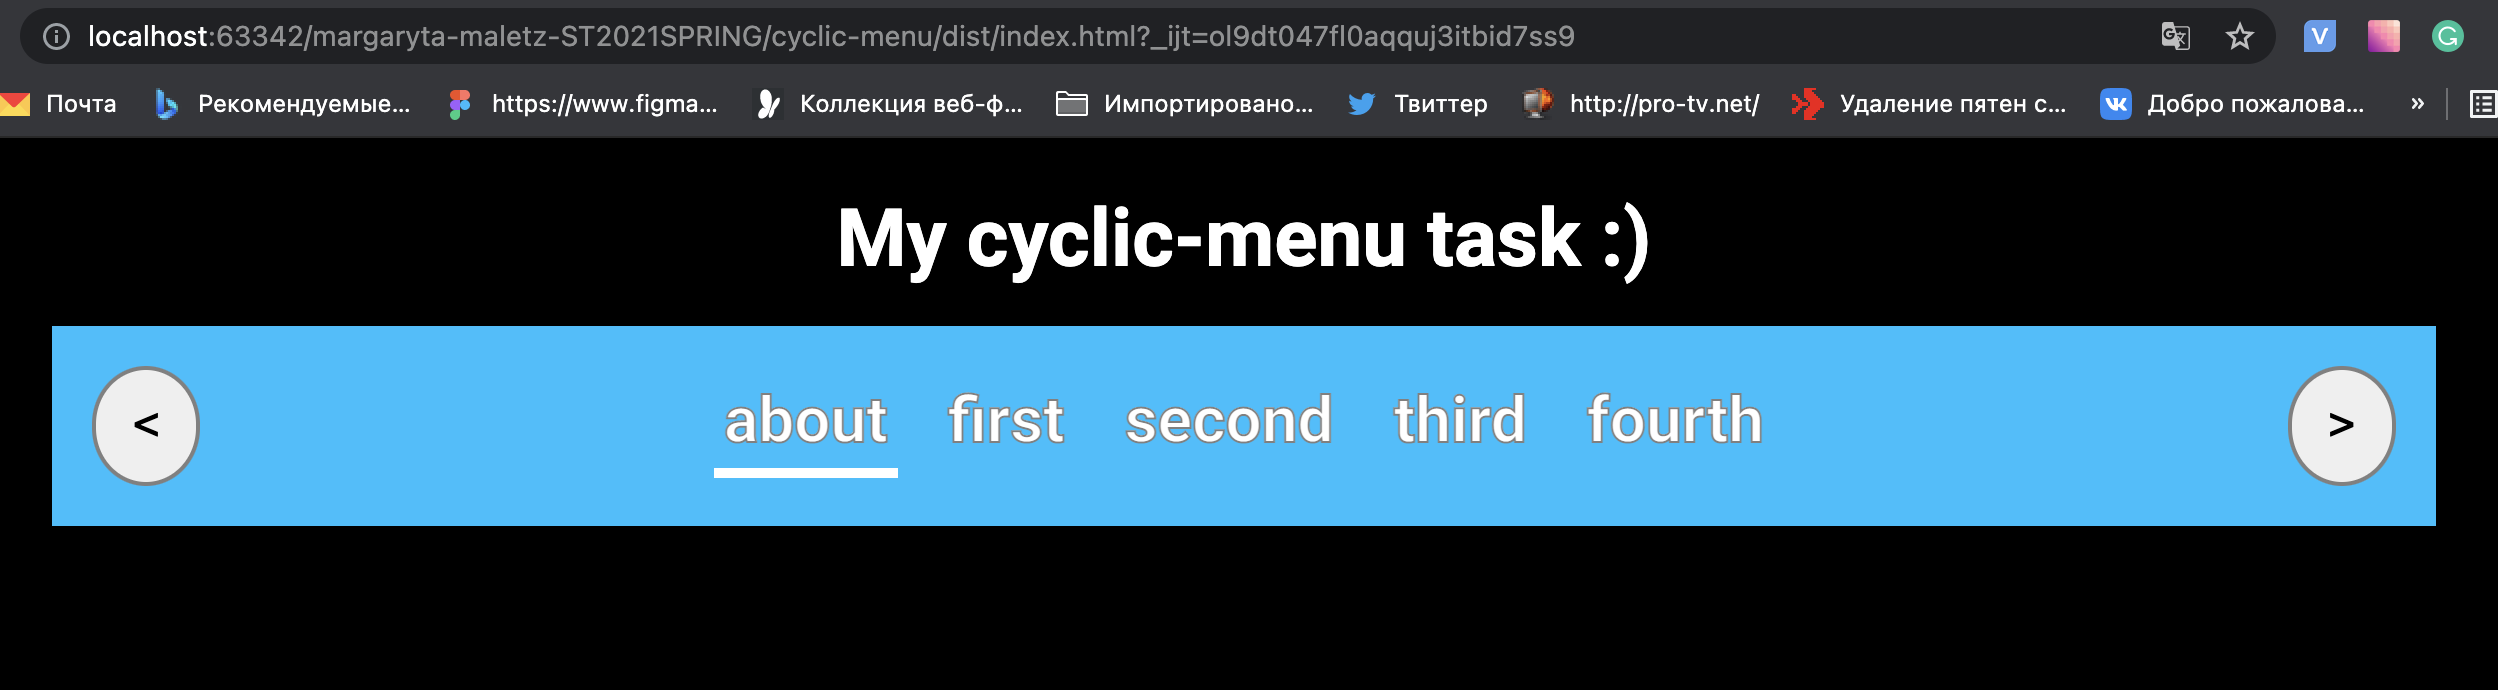 localhost:63342/margaryta-maletz-ST2021SPRING/cyclic-menu/dist/index.html?_ijt=ol9dt047fl0aqquj3itbid7ss9
Почта Рекомендуемые... https://www.figma... Коллекция веб-ф... Импортировано... Твиттер http://pro-tv.net/ Удаление пятен с... Добро пожалова... »
My cyclic-menu task :)
< about first second third fourth >